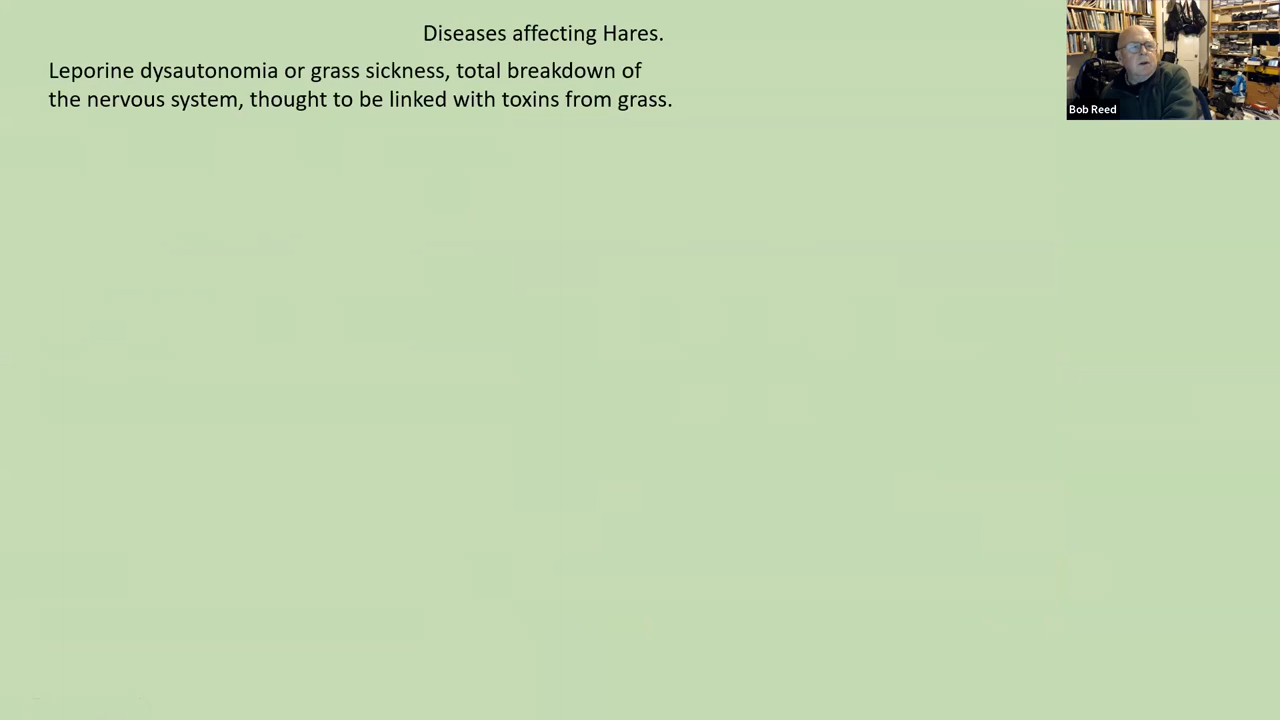 Diseases affecting Hares.
Leporine dysautonomia or grass sickness, total breakdown of
the nervous system, thought to be linked with toxins from grass.
Bob Reed